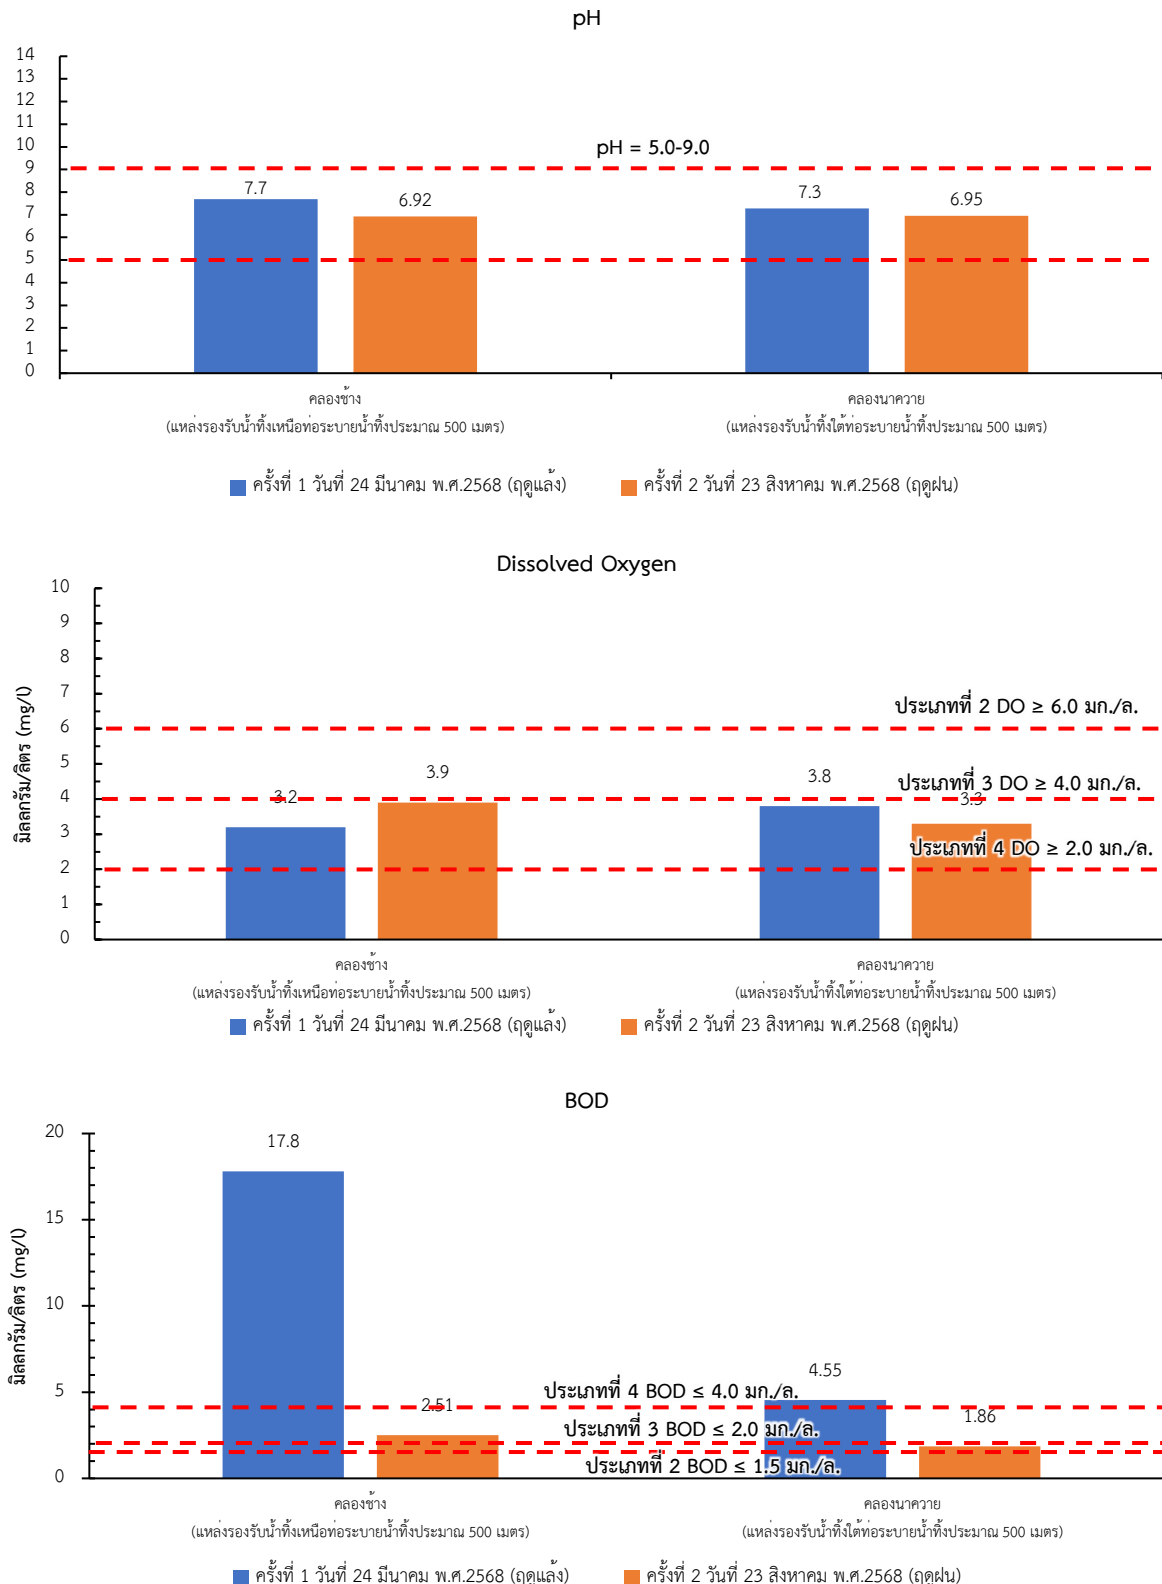 pH
14
13
12
11
10
9
8
7
6
5
4
3
2
1
0
pH = 5.0-9.0
7.7
6.92
7.3
6.95
คลองช้าง
(แหล่งรองรับน้ำทิ้งเหนือท่อระบายน้ำทิ้งประมาณ 500 เมตร)
คลองนาควาย
(แหล่งรองรับน้ำทิ้งใต้ท่อระบายน้ำทิ้งประมาณ 500 เมตร)
ครั้งที่ 1 วันที่ 24 มีนาคม พ.ศ.2568 (ฤดูแล้ง)
ครั้งที่ 2 วันที่ 23 สิงหาคม พ.ศ.2568 (ฤดูฝน)
Dissolved Oxygen
มิลลกรัม/ลิตร (mg/l)
10
9
8
7
6
5
4
3
2
1
0
ประเภทที่ 2 DO ≥ 6.0 มก./ล.
ประเภทที่ 3 DO ≥ 4.0 มก./ล.
ประเภทที่ 4 DO ≥ 2.0 มก./ล.
3.2
3.9
3.8
3.3
คลองช้าง
(แหล่งรองรับน้ำทิ้งเหนือท่อระบายน้ำทิ้งประมาณ 500 เมตร)
คลองนาควาย
(แหล่งรองรับน้ำทิ้งใต้ท่อระบายน้ำทิ้งประมาณ 500 เมตร)
ครั้งที่ 1 วันที่ 24 มีนาคม พ.ศ.2568 (ฤดูแล้ง)
ครั้งที่ 2 วันที่ 23 สิงหาคม พ.ศ.2568 (ฤดูฝน)
BOD
มิลลกรัม/ลิตร (mg/l)
20
15
10
5
0
17.8
2.51
4.55
1.86
ประเภทที่ 4 BOD ≤ 4.0 มก./ล.
ประเภทที่ 3 BOD ≤ 2.0 มก./ล.
ประเภทที่ 2 BOD ≤ 1.5 มก./ล.
คลองช้าง
(แหล่งรองรับน้ำทิ้งเหนือท่อระบายน้ำทิ้งประมาณ 500 เมตร)
คลองนาควาย
(แหล่งรองรับน้ำทิ้งใต้ท่อระบายน้ำทิ้งประมาณ 500 เมตร)
ครั้งที่ 1 วันที่ 24 มีนาคม พ.ศ.2568 (ฤดูแล้ง)
ครั้งที่ 2 วันที่ 23 สิงหาคม พ.ศ.2568 (ฤดูฝน)